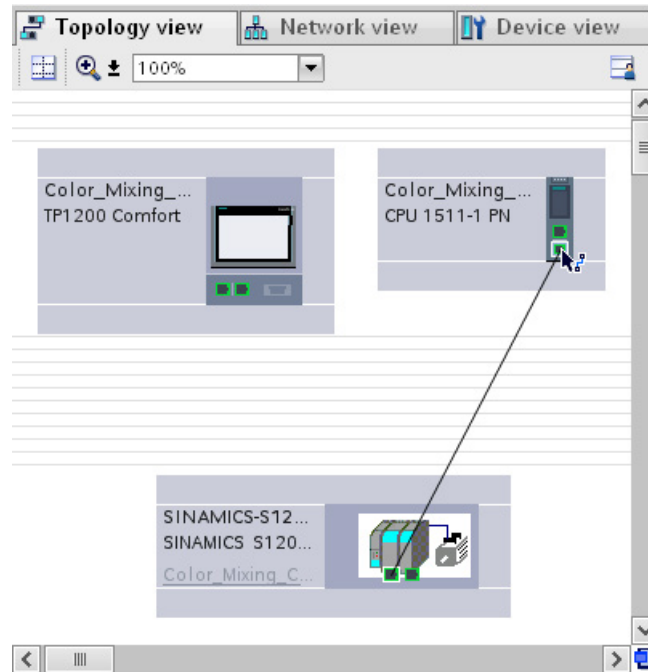 Topology view Network view Device view
100%
Color_Mixing_...
TP1200 Comfort
Color_Mixing_...
CPU 1511-1 PN
SINAMICS-S12...
SINAMICS S120...
Color_Mixing_C...